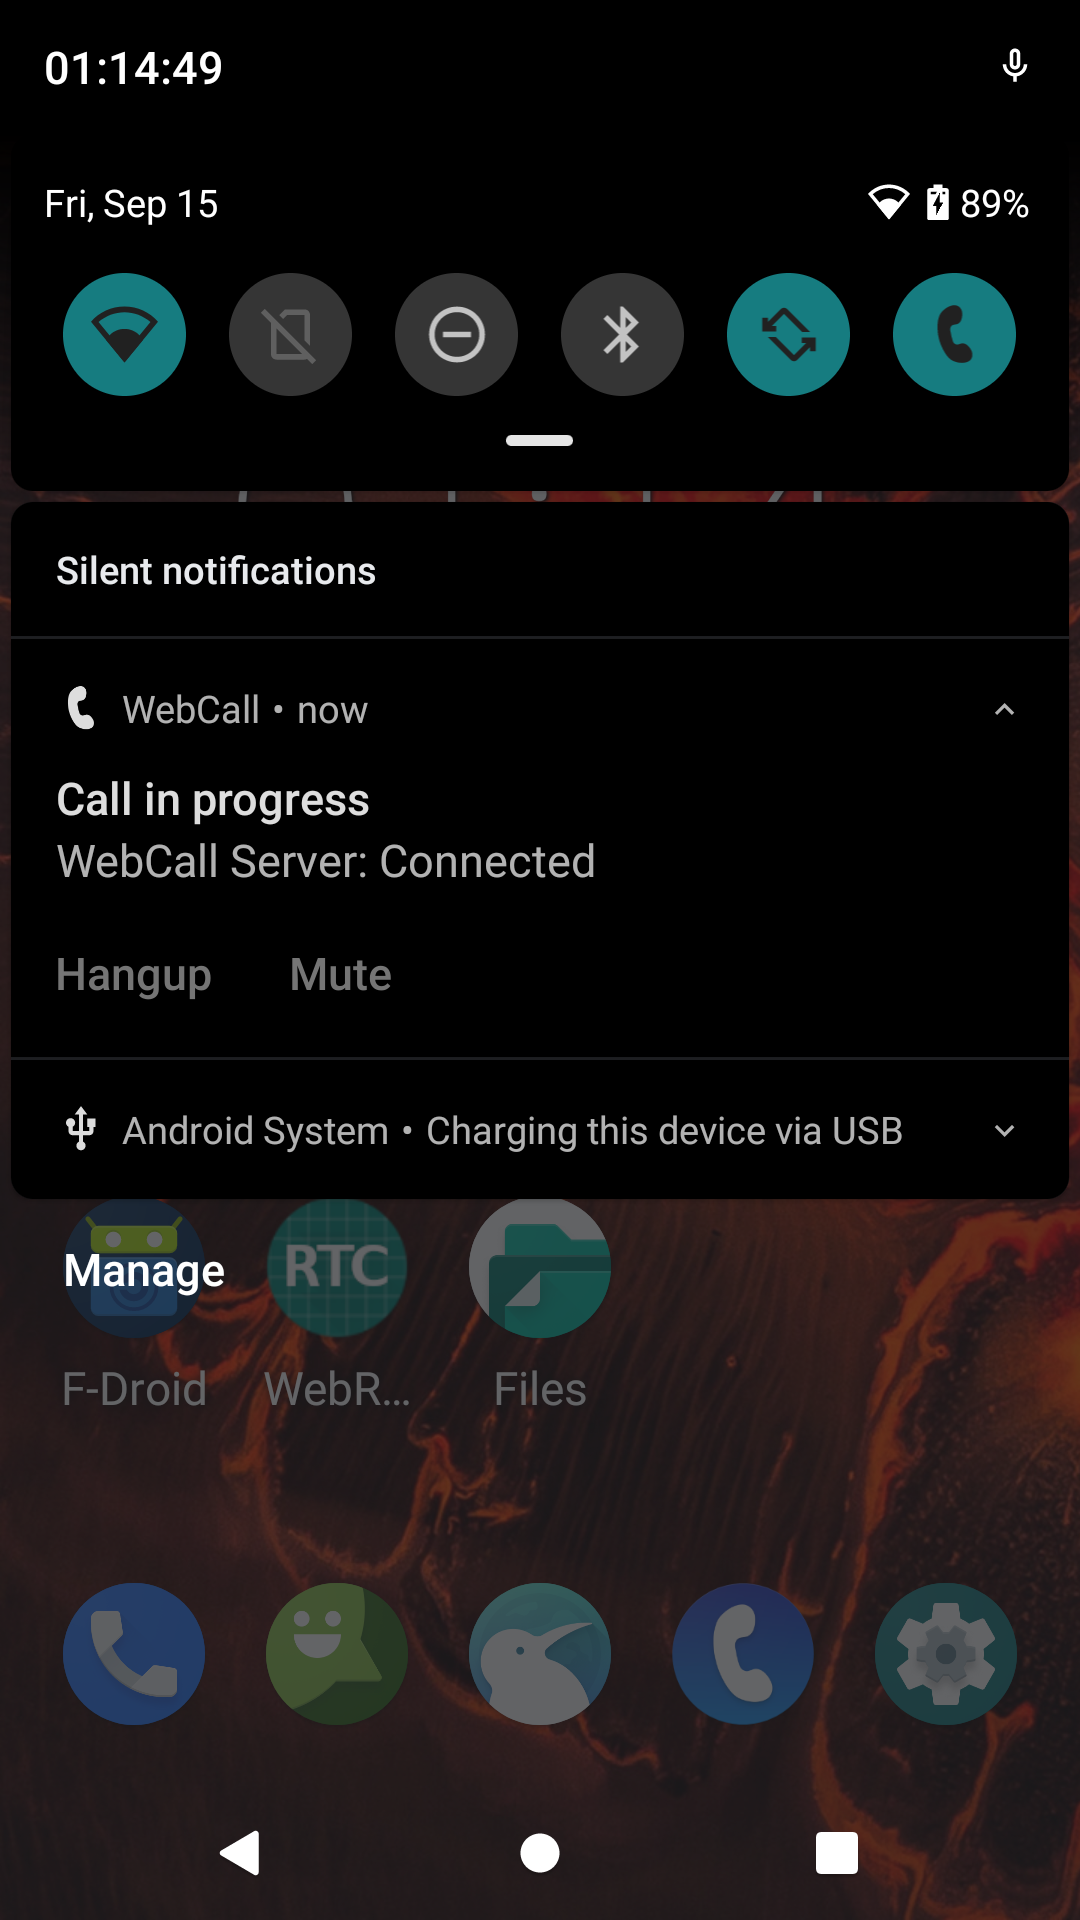 01:14:49
Fri, Sep 15
89%
Silent notifications
WebCall • now
Call in progress
WebCall Server: Connected
Hangup Mute
Android System • Charging this device via USB
RTC
Manage
F-Droid WebR... Files